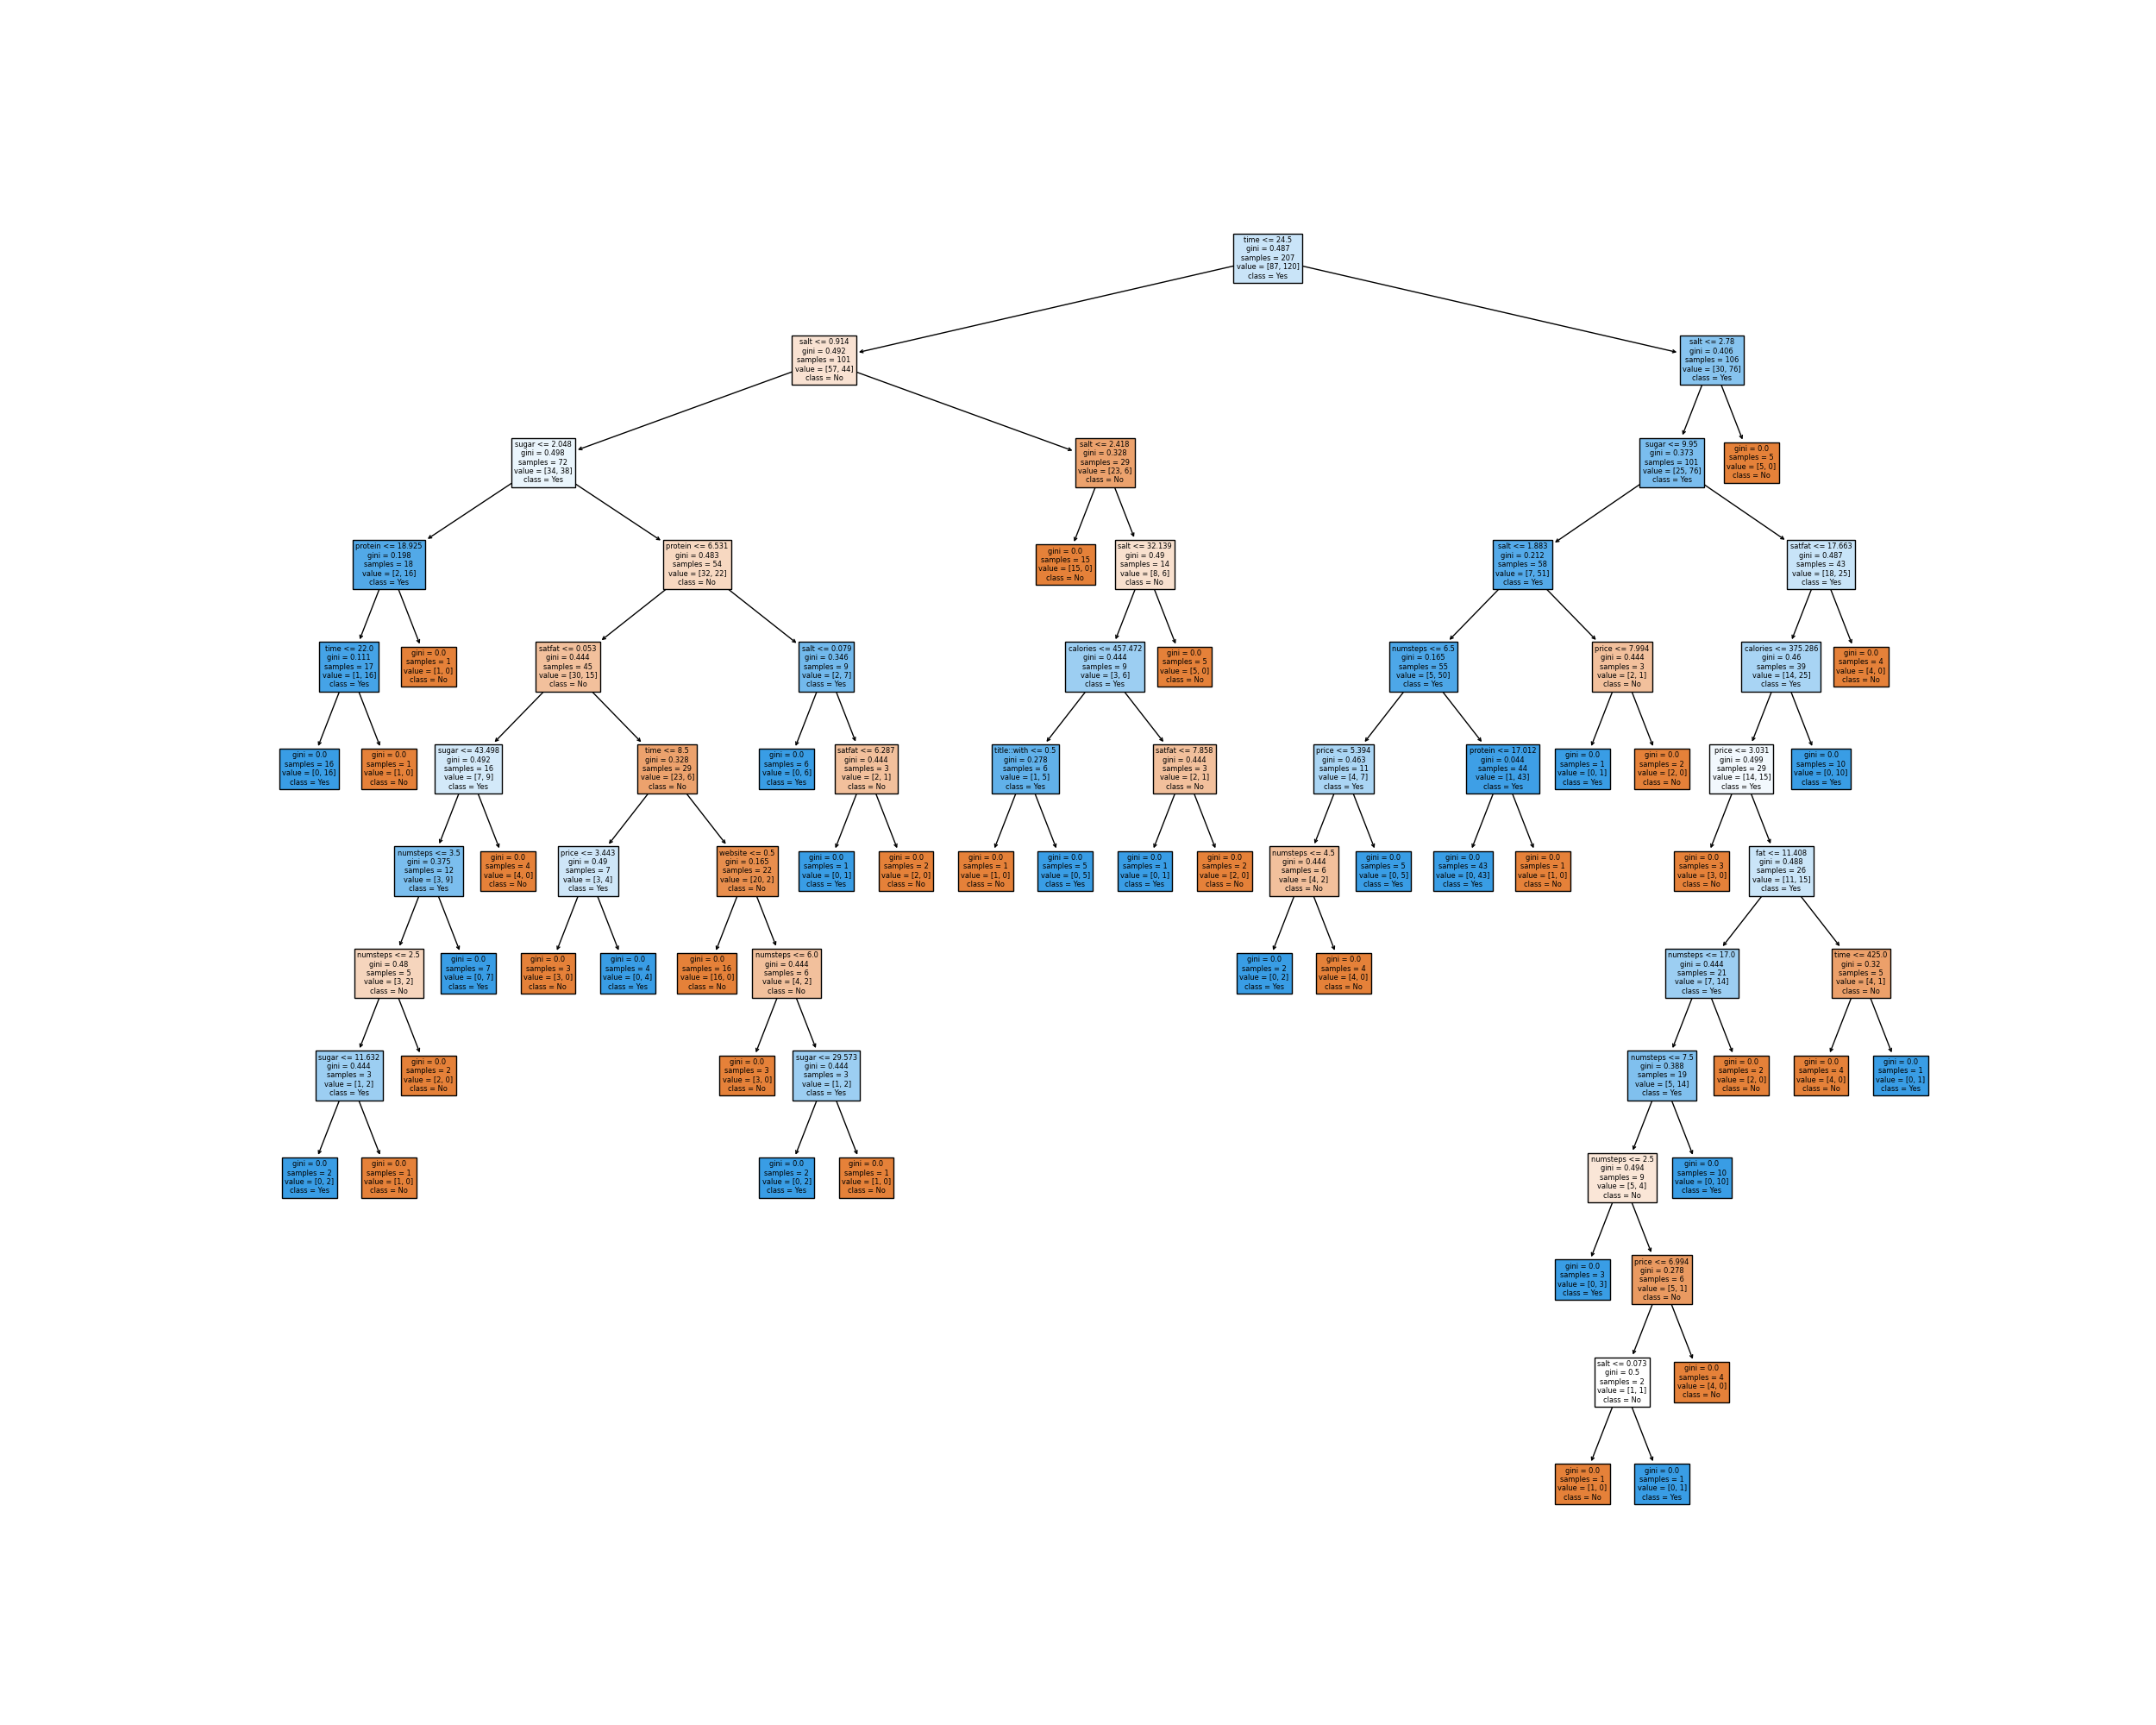 time <= 24.5
gini = 0.487
samples = 207
value = [87, 120]
class = Yes
salt <= 0.914
gini = 0.492
samples = 101
value = [57, 44]
class = No
salt <= 2.78
gini = 0.406
samples = 106
value = [30, 76]
class = Yes
sugar <= 2.048
gini = 0.498
samples = 72
value = [34, 38]
class = Yes
salt <= 2.418
gini = 0.328
samples = 29
value = [23, 6]
class = No
sugar <= 9.95
gini = 0.373
samples = 101
value = [25, 76]
class = Yes
gini = 0.0
samples = 5
value = [5, 0]
class = No
protein <= 18.925
gini = 0.198
samples = 18
value = [2, 16]
class = Yes
protein <= 6.531
gini = 0.483
samples = 54
value = [32, 22]
class = No
gini = 0.0
samples = 15
value = [15, 0]
class = No
salt <= 32.139
gini = 0.49
samples = 14
value = [8, 6]
class = No
salt <= 1.883
gini = 0.212
samples = 58
value = [7, 51]
class = Yes
satfat <= 17.663
gini = 0.487
samples = 43
value = [18, 25]
class = Yes
time <= 22.0
gini = 0.111
samples = 17
value = [1, 16]
class = Yes
gini = 0.0
samples = 1
value = [1, 0]
class = No
satfat <= 0.053
gini = 0.444
samples = 45
value = [30, 15]
class = No
salt <= 0.079
gini = 0.346
samples = 9
value = [2, 7]
class = Yes
calories <= 457.472
gini = 0.444
samples = 9
value = [3, 6]
class = Yes
gini = 0.0
samples = 5
value = [5, 0]
class = No
numsteps <= 6.5
gini = 0.165
samples = 55
value = [5, 50]
class = Yes
price <= 7.994
gini = 0.444
samples = 3
value = [2, 1]
class = No
calories <= 375.286
gini = 0.46
samples = 39
value = [14, 25]
class = Yes
gini = 0.0
samples = 4
value = [4, 0]
class = No
gini = 0.0
samples = 16
value = [0, 16]
class = Yes
gini = 0.0
samples = 1
value = [1, 0]
class = No
sugar <= 43.498
gini = 0.492
samples = 16
value = [7, 9]
class = Yes
time <= 8.5
gini = 0.328
samples = 29
value = [23, 6]
class = No
gini = 0.0
samples = 6
value = [0, 6]
class = Yes
satfat <= 6.287
gini = 0.444
samples = 3
value = [2, 1]
class = No
title::with <= 0.5
gini = 0.278
samples = 6
value = [1, 5]
class = Yes
satfat <= 7.858
gini = 0.444
samples = 3
value = [2, 1]
class = No
price <= 5.394
gini = 0.463
samples = 11
value = [4, 7]
class = Yes
protein <= 17.012
gini = 0.044
samples = 44
value = [1, 43]
class = Yes
gini = 0.0
samples = 1
value = [0, 1]
class = Yes
gini = 0.0
samples = 2
value = [2, 0]
class = No
price <= 3.031
gini = 0.499
samples = 29
value = [14, 15]
class = Yes
gini = 0.0
samples = 10
value = [0, 10]
class = Yes
numsteps <= 3.5
gini = 0.375
samples = 12
value = [3, 9]
class = Yes
gini = 0.0
samples = 4
value = [4, 0]
class = No
price <= 3.443
gini = 0.49
samples = 7
value = [3, 4]
class = Yes
website <= 0.5
gini = 0.165
samples = 22
value = [20, 2]
class = No
gini = 0.0
samples = 1
value = [0, 1]
class = Yes
gini = 0.0
samples = 2
value = [2, 0]
class = No
gini = 0.0
samples = 1
value = [1, 0]
class = No
gini = 0.0
samples = 5
value = [0, 5]
class = Yes
gini = 0.0
samples = 1
value = [0, 1]
class = Yes
gini = 0.0
samples = 2
value = [2, 0]
class = No
numsteps <= 4.5
gini = 0.444
samples = 6
value = [4, 2]
class = No
gini = 0.0
samples = 5
value = [0, 5]
class = Yes
gini = 0.0
samples = 43
value = [0, 43]
class = Yes
gini = 0.0
samples = 1
value = [1, 0]
class = No
gini = 0.0
samples = 3
value = [3, 0]
class = No
fat <= 11.408
gini = 0.488
samples = 26
value = [11, 15]
class = Yes
numsteps <= 2.5
gini = 0.48
samples = 5
value = [3, 2]
class = No
gini = 0.0
samples = 7
value = [0, 7]
class = Yes
gini = 0.0
samples = 3
value = [3, 0]
class = No
gini = 0.0
samples = 4
value = [0, 4]
class = Yes
gini = 0.0
samples = 16
value = [16, 0]
class = No
numsteps <= 6.0
gini = 0.444
samples = 6
value = [4, 2]
class = No
gini = 0.0
samples = 2
value = [0, 2]
class = Yes
gini = 0.0
samples = 4
value = [4, 0]
class = No
numsteps <= 17.0
gini = 0.444
samples = 21
value = [7, 14]
class = Yes
time <= 425.0
gini = 0.32
samples = 5
value = [4, 1]
class = No
sugar <= 11.632
gini = 0.444
samples = 3
value = [1, 2]
class = Yes
gini = 0.0
samples = 2
value = [2, 0]
class = No
gini = 0.0
samples = 3
value = [3, 0]
class = No
sugar <= 29.573
gini = 0.444
samples = 3
value = [1, 2]
class = Yes
numsteps <= 7.5
gini = 0.388
samples = 19
value = [5, 14]
class = Yes
gini = 0.0
samples = 2
value = [2, 0]
class = No
gini = 0.0
samples = 4
value = [4, 0]
class = No
gini = 0.0
samples = 1
value = [0, 1]
class = Yes
gini = 0.0
samples = 2
value = [0, 2]
class = Yes
gini = 0.0
samples = 1
value = [1, 0]
class = No
gini = 0.0
samples = 2
value = [0, 2]
class = Yes
gini = 0.0
samples = 1
value = [1, 0]
class = No
numsteps <= 2.5
gini = 0.494
samples = 9
value = [5, 4]
class = No
gini = 0.0
samples = 10
value = [0, 10]
class = Yes
gini = 0.0
samples = 3
value = [0, 3]
class = Yes
price <= 6.994
gini = 0.278
samples = 6
value = [5, 1]
class = No
salt <= 0.073
gini = 0.5
samples = 2
value = [1, 1]
class = No
gini = 0.0
samples = 4
value = [4, 0]
class = No
gini = 0.0
samples = 1
value = [1, 0]
class = No
gini = 0.0
samples = 1
value = [0, 1]
class = Yes